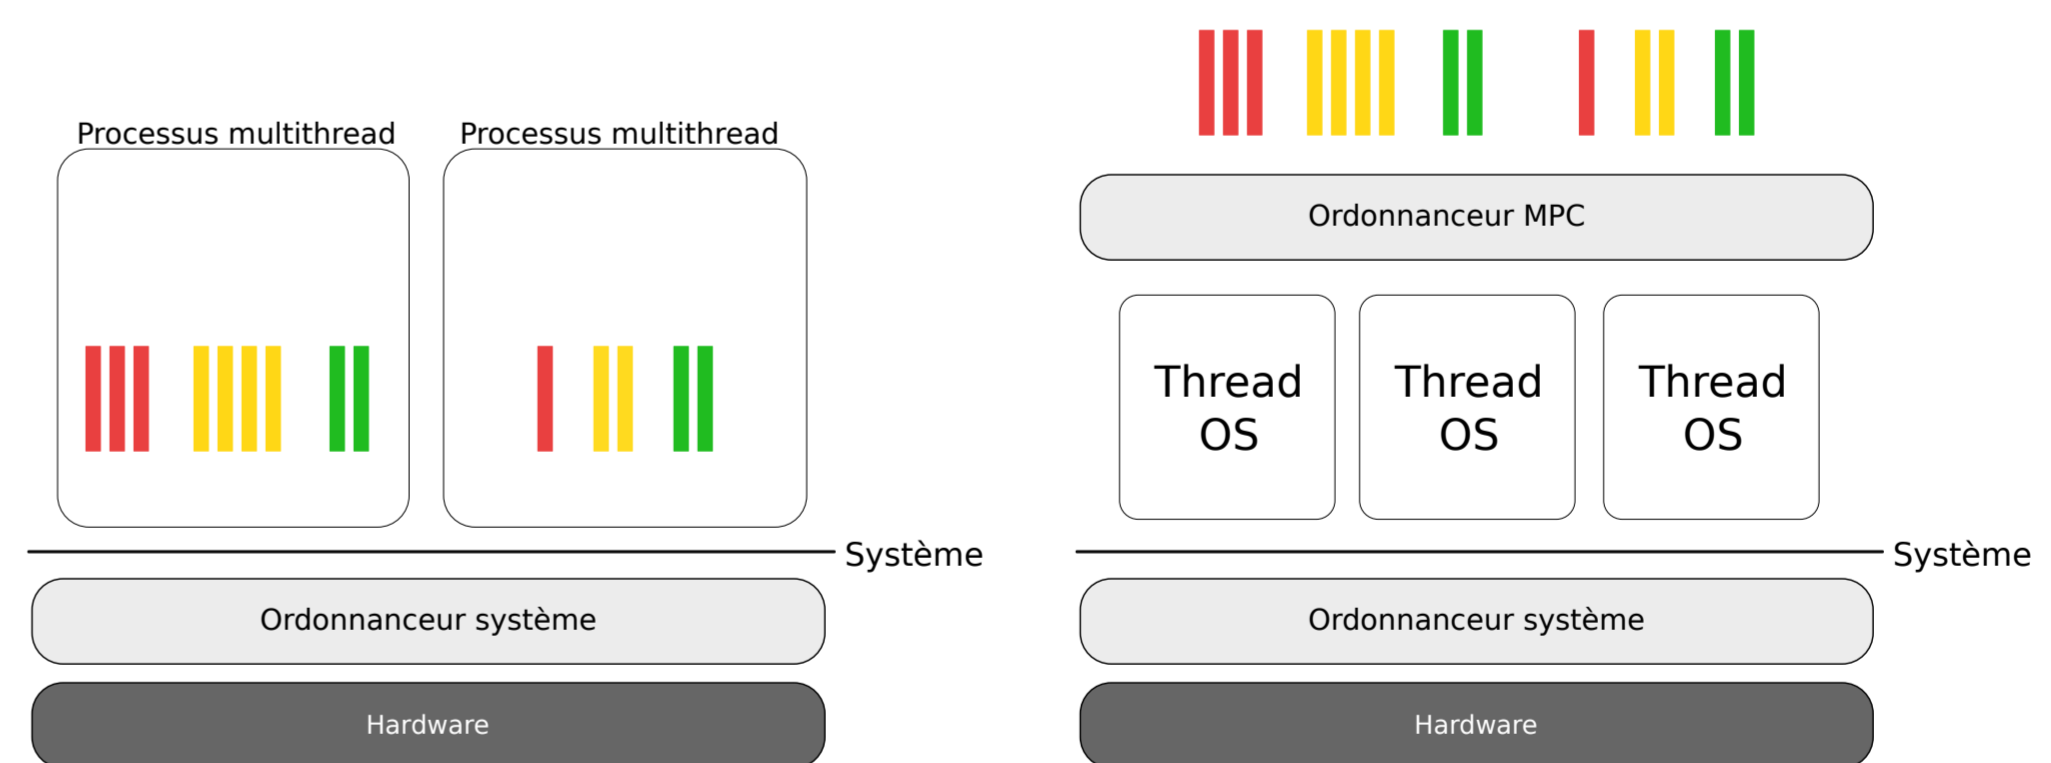 Processus multithread
Processus multithread
Système
Ordonnanceur système
Hardware
Ordonnanceur MPC
Thread
OS
Thread
OS
Thread
OS
Système
Ordonnanceur système
Hardware